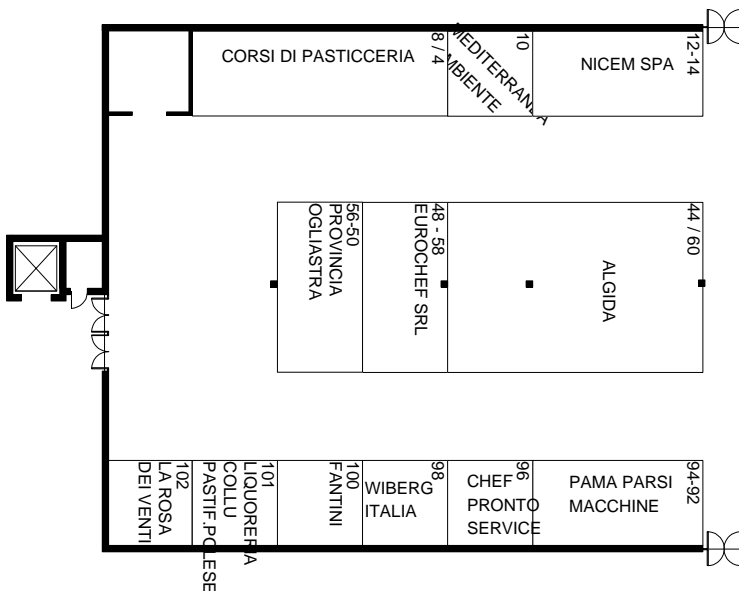 CORSI DI PASTICCERIA
8 / 4
MEDITERRANEA
AMBIENTE
10
NICEM SPA
12-14
56-50
PROVINCIA
OGLIASTRA
48 - 58
EUROCHEF SRL
ALGIDA
44 / 60
102
LA ROSA
DEI VENTI
101
LIQUORERIA
COLLU
PASTIF.POLESE
100
FANTINI
98
WIBERG
ITALIA
96
CHEF
PRONTO
SERVICE
94-92
PAMA PARSI
MACCHINE